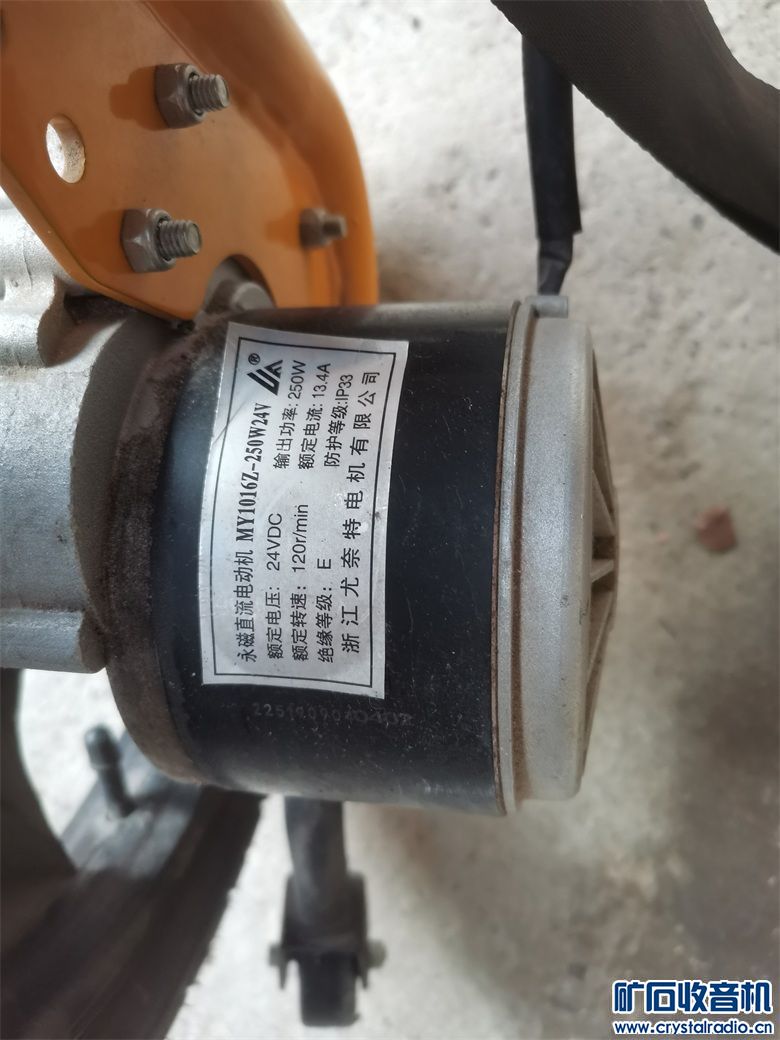 永磁直流电动机 MY1016Z-250W24V ®
额定电压: 24VDC 输出功率: 250W
额定转速: 120r/min 额定电流: 13.4A
绝缘等级: E 防护等级:IP33
浙江尤奈特电机有限公司
矿石收音机
www.crystalradio.cn